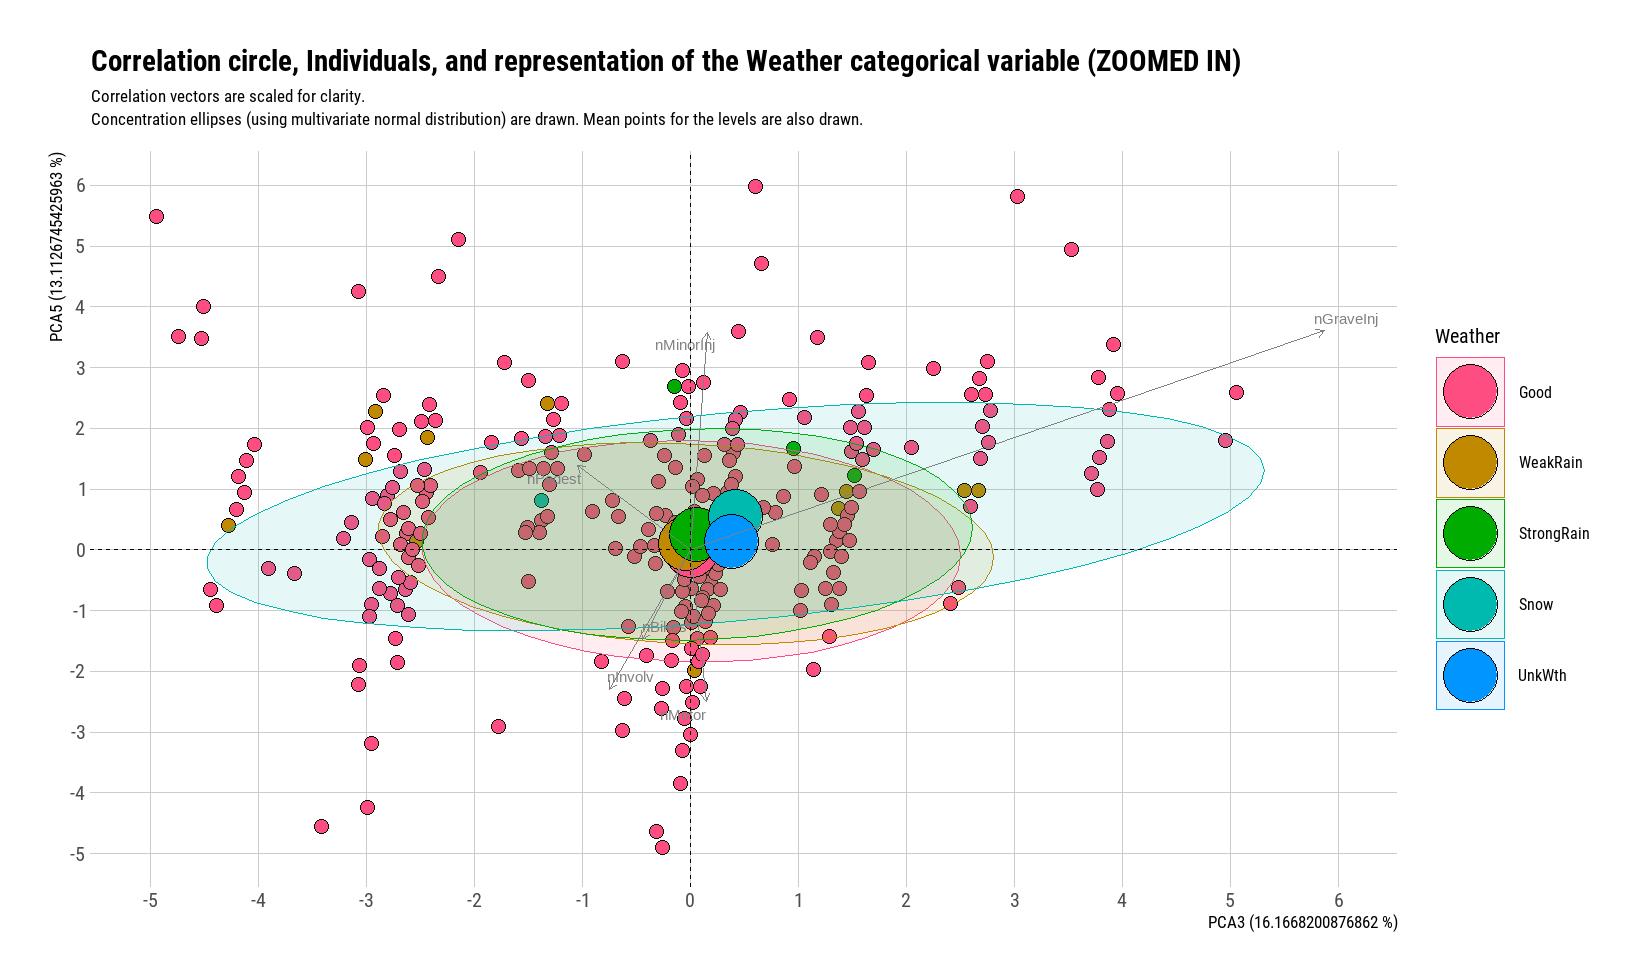 Correlation circle, Individuals, and representation of the Weather categorical variable (ZOOMED IN)
Correlation vectors are scaled for clarity.
Concentration ellipses (using multivariate normal distribution) are drawn. Mean points for the levels are also drawn.
PCA5 (13.1126745425963 %)
6
5
4
3
2
1
0
-1
-2
-3
-4
-5
nGraveInj
nMinorInj
nPedest
nBikes
nInvolv
nMotor
-5
-4
-3
-2
-1
0
1
2
3
4
5
6
PCA3 (16.1668200876862 %)
Weather
Good
WeakRain
StrongRain
Snow
UnkWth